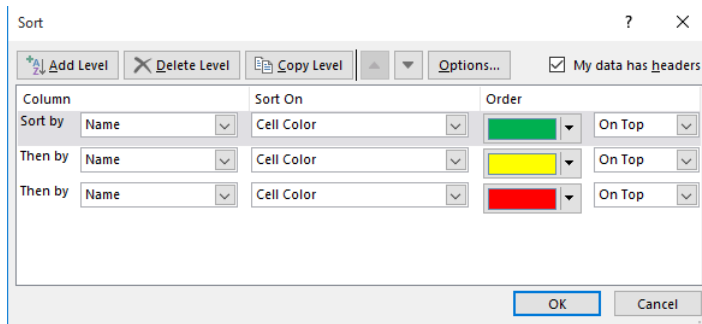 Sort ? ×
Add Level Delete Level Copy Level Options... My data has headers
Column Sort On Order
Sort by Name Cell Color On Top
Then by Name Cell Color On Top
Then by Name Cell Color On Top
OK Cancel